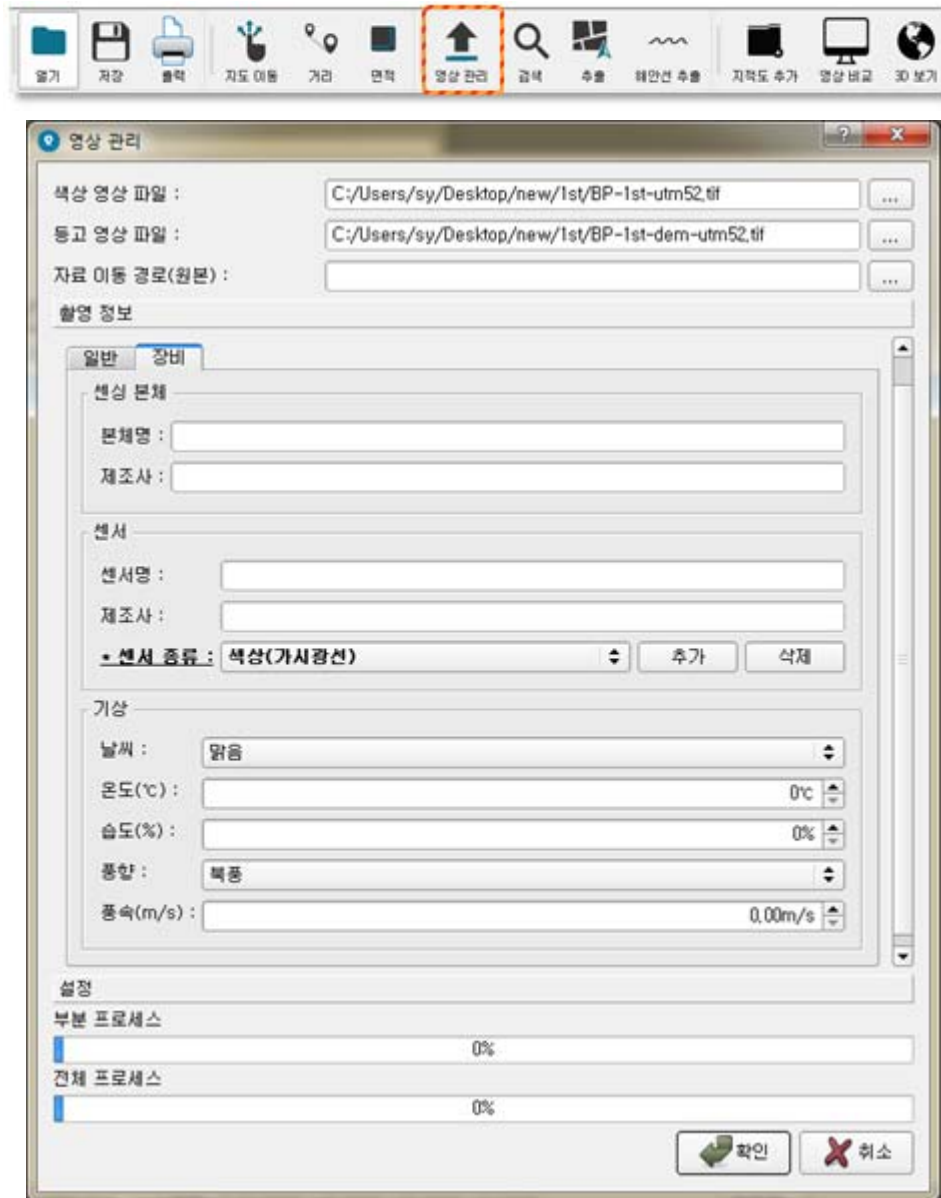 열기 저장 출력 지도 이동 거리 면적 영상 관리 검색 추출 해안선 추출 지적도 추가 영상 비교 3D 보기
영상 관리
색상 영상 파일 : C:/Users/sy/Desktop/new/1st/BP-1st-utm52.tif ...
등고 영상 파일 : C:/Users/sy/Desktop/new/1st/BP-1st-dem-utm52.tif ...
자료 이동 경로(원본) : ...
촬영 정보
일반 장비
센싱 본체
본체명 :
제조사 :
센서
센서명 :
제조사 :
* 센서 종류 : 색상(가시광선) 추가 삭제
기상
날씨 : 맑음
온도(℃) : 0℃
습도(%) : 0%
풍향 : 북풍
풍속(m/s) : 0.00m/s
설정
부분 프로세스
0%
전체 프로세스
0%
확인 취소